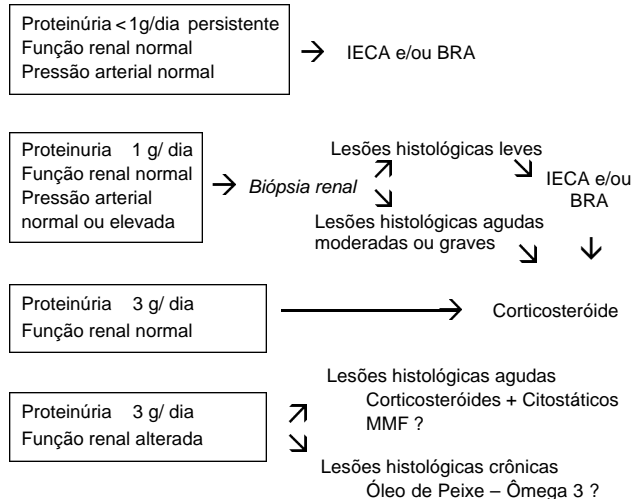 Proteinúria < 1g/dia persistente
Função renal normal
Pressão arterial normal
IECA e/ou BRA
Proteinuria 1 g/ dia
Função renal normal
Pressão arterial
normal ou elevada
Biópsia renal
Lesões histológicas leves
Lesões histológicas agudas
moderadas ou graves
IECA e/ou
BRA
Proteinúria 3 g/ dia
Função renal normal
Corticosteróide
Proteinúria 3 g/ dia
Função renal alterada
Lesões histológicas agudas
Corticosteróides + Citostáticos
MMF ?
Lesões histológicas crônicas
Óleo de Peixe – Ômega 3 ?